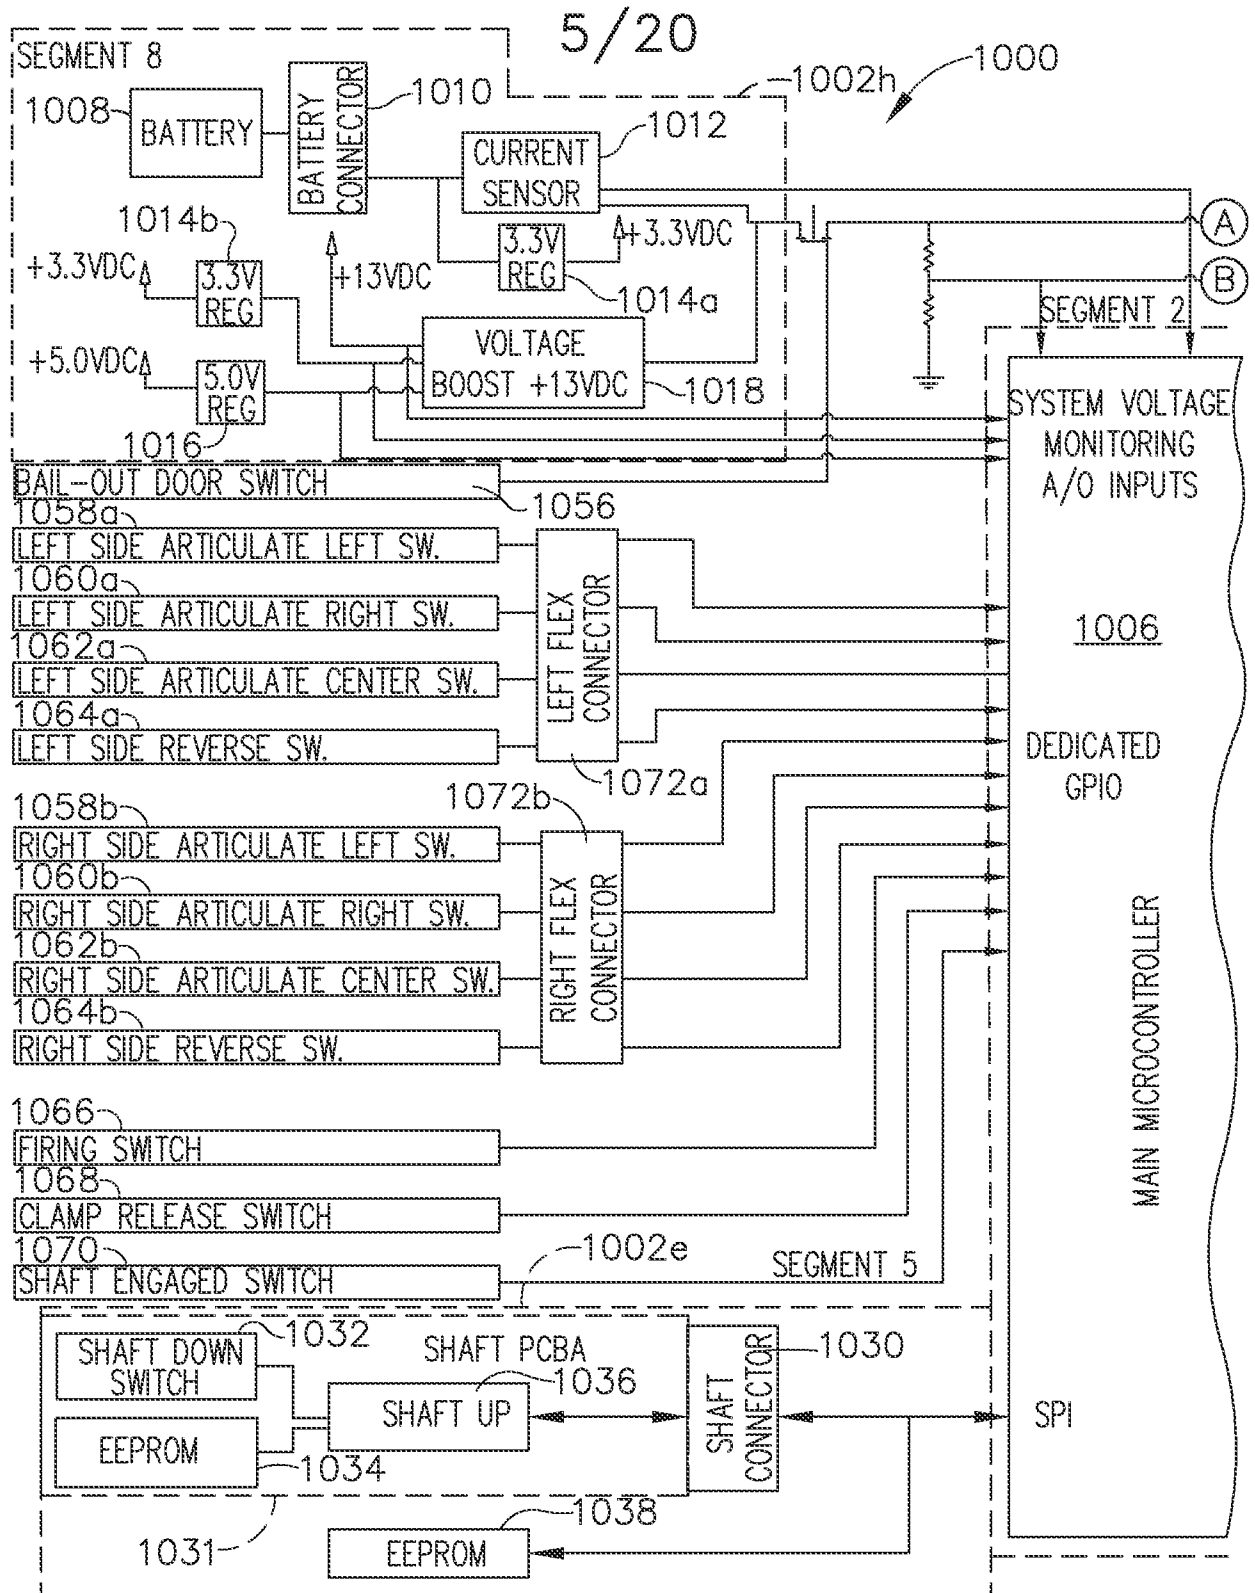 5/20
SEGMENT 8
1000
1002h
1008
BATTERY
1010
BATTERY CONNECTOR
1012
CURRENT
SENSOR
1014b
+3.3VDC
3.3V
REG
+13VDC
3.3V
REG
+3.3VDC
1014a
A
B
SEGMENT 2
+5.0VDC
5.0V
REG
1016
VOLTAGE
BOOST +13VDC
1018
SYSTEM VOLTAGE
MONITORING
A/O INPUTS
BAIL-OUT DOOR SWITCH
1056
1058a
LEFT SIDE ARTICULATE LEFT SW.
1060a
LEFT SIDE ARTICULATE RIGHT SW.
1062a
LEFT SIDE ARTICULATE CENTER SW.
1064a
LEFT SIDE REVERSE SW.
LEFT FLEX
CONNECTOR
1072a
1006
DEDICATED
GPIO
1072b
1058b
RIGHT SIDE ARTICULATE LEFT SW.
1060b
RIGHT SIDE ARTICULATE RIGHT SW.
1062b
RIGHT SIDE ARTICULATE CENTER SW.
1064b
RIGHT SIDE REVERSE SW.
RIGHT FLEX
CONNECTOR
MAIN MICROCONTROLLER
1066
FIRING SWITCH
1068
CLAMP RELEASE SWITCH
1070
SHAFT ENGAGED SWITCH
1002e
SEGMENT 5
1032
SHAFT DOWN
SWITCH
SHAFT PCBA
1036
SHAFT UP
EEPROM
1034
1030
SHAFT
CONNECTOR
SPI
1031
1038
EEPROM